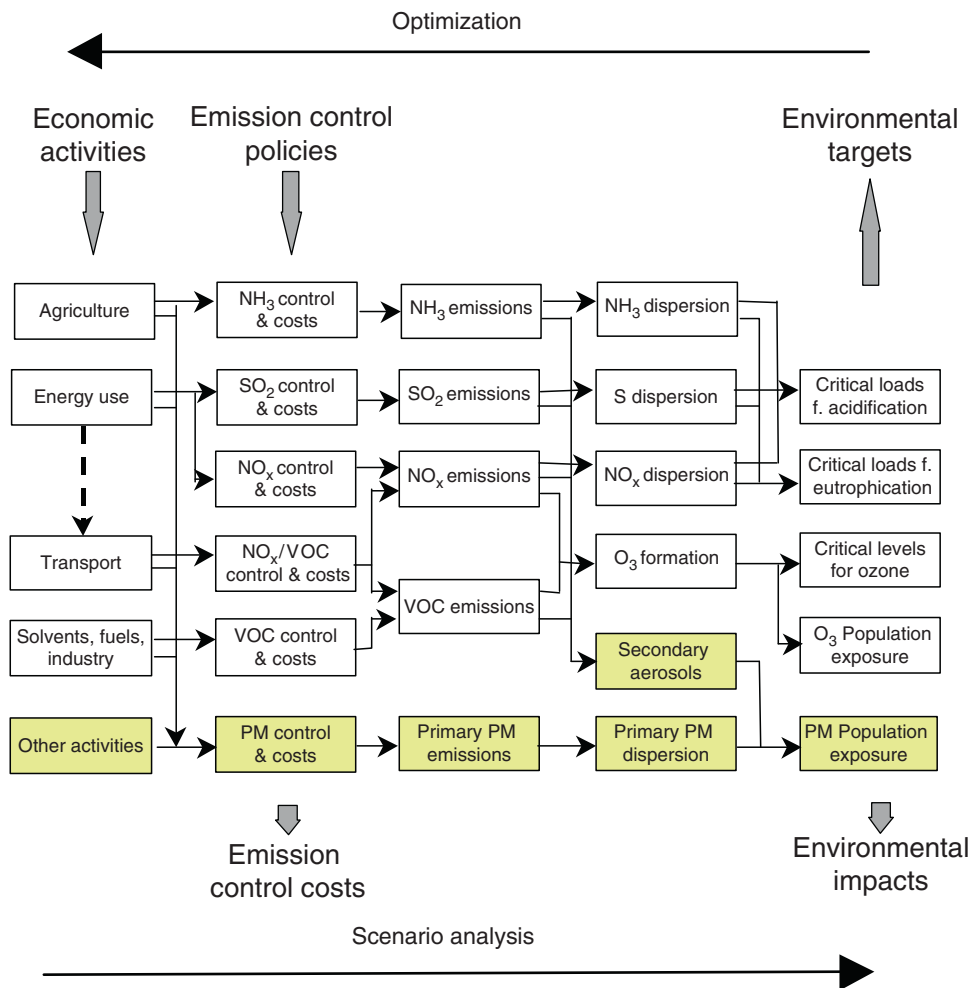 Optimization
Economic
activities
Emission control
policies
Environmental
targets
Agriculture
NH3 control
& costs
NH3 emissions
NH3 dispersion
Energy use
SO2 control
& costs
SO2 emissions
S dispersion
Critical loads
f. acidification
NOx control
& costs
NOx emissions
NOx dispersion
Critical loads f.
eutrophication
Transport
NOx/VOC
control & costs
VOC emissions
O3 formation
Critical levels
for ozone
Solvents, fuels,
industry
VOC control
& costs
Secondary
aerosols
O3 Population
exposure
Other activities
PM control
& costs
Primary PM
emissions
Primary PM
dispersion
PM Population
exposure
Emission
control costs
Environmental
impacts
Scenario analysis